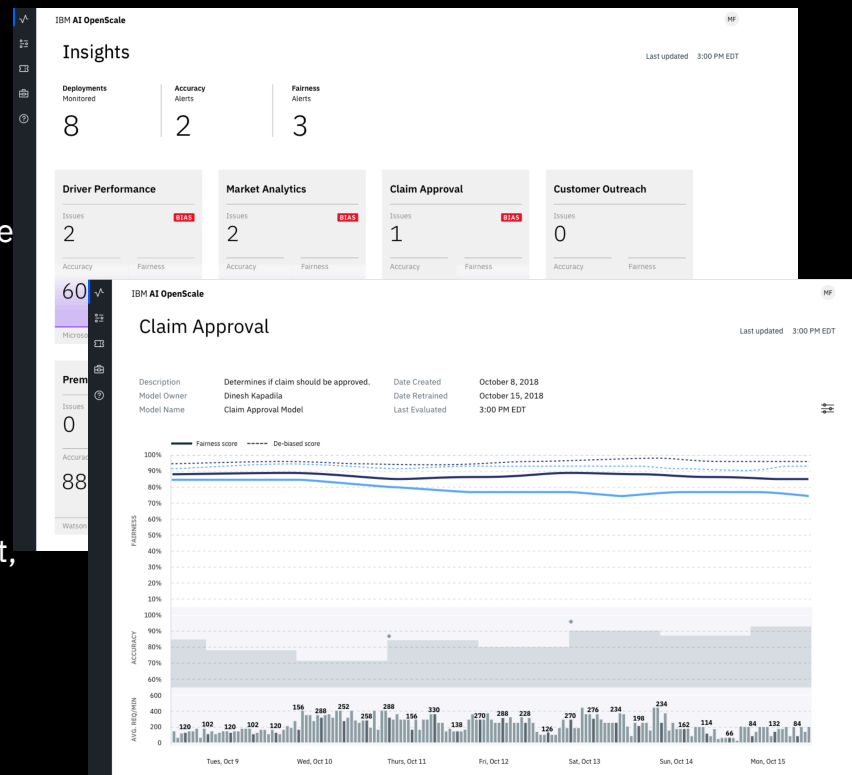 IBM AI OpenScale
MF
Insights
Last updated 3:00 PM EDT
Deployments
Monitored
8
Accuracy
Alerts
2
Fairness
Alerts
3
Driver Performance
Issues
BIAS
2
Accuracy Fairness
60
Market Analytics
Issues
BIAS
2
Accuracy Fairness
Claim Approval
Issues
BIAS
1
Accuracy Fairness
Customer Outreach
Issues
0
Accuracy Fairness
Issues
0
88
Watson
e
t,
IBM AI OpenScale
MF
Claim Approval
Last updated 3:00 PM EDT
Description Determines if claim should be approved.
Model Owner Dinesh Kapadila
Model Name Claim Approval Model
Date Created October 8, 2018
Date Retrained October 15, 2018
Last Evaluated 3:00 PM EDT
Fairness score De-biased score
FAIRNESS
100%
90%
80%
70%
60%
50%
40%
30%
20%
10%
ACCURACY
100%
90%
80%
70%
60%
AVG. REQ/MIN
600
400
200
0
120 102 120 102 120 156 288 252 258 288 156 330 138 270 288 228 126 270 276 234 198 234 162 114 66 84 132 84
Tues, Oct 9 Wed, Oct 10 Thurs, Oct 11 Fri, Oct 12 Sat, Oct 13 Sun, Oct 14 Mon, Oct 15